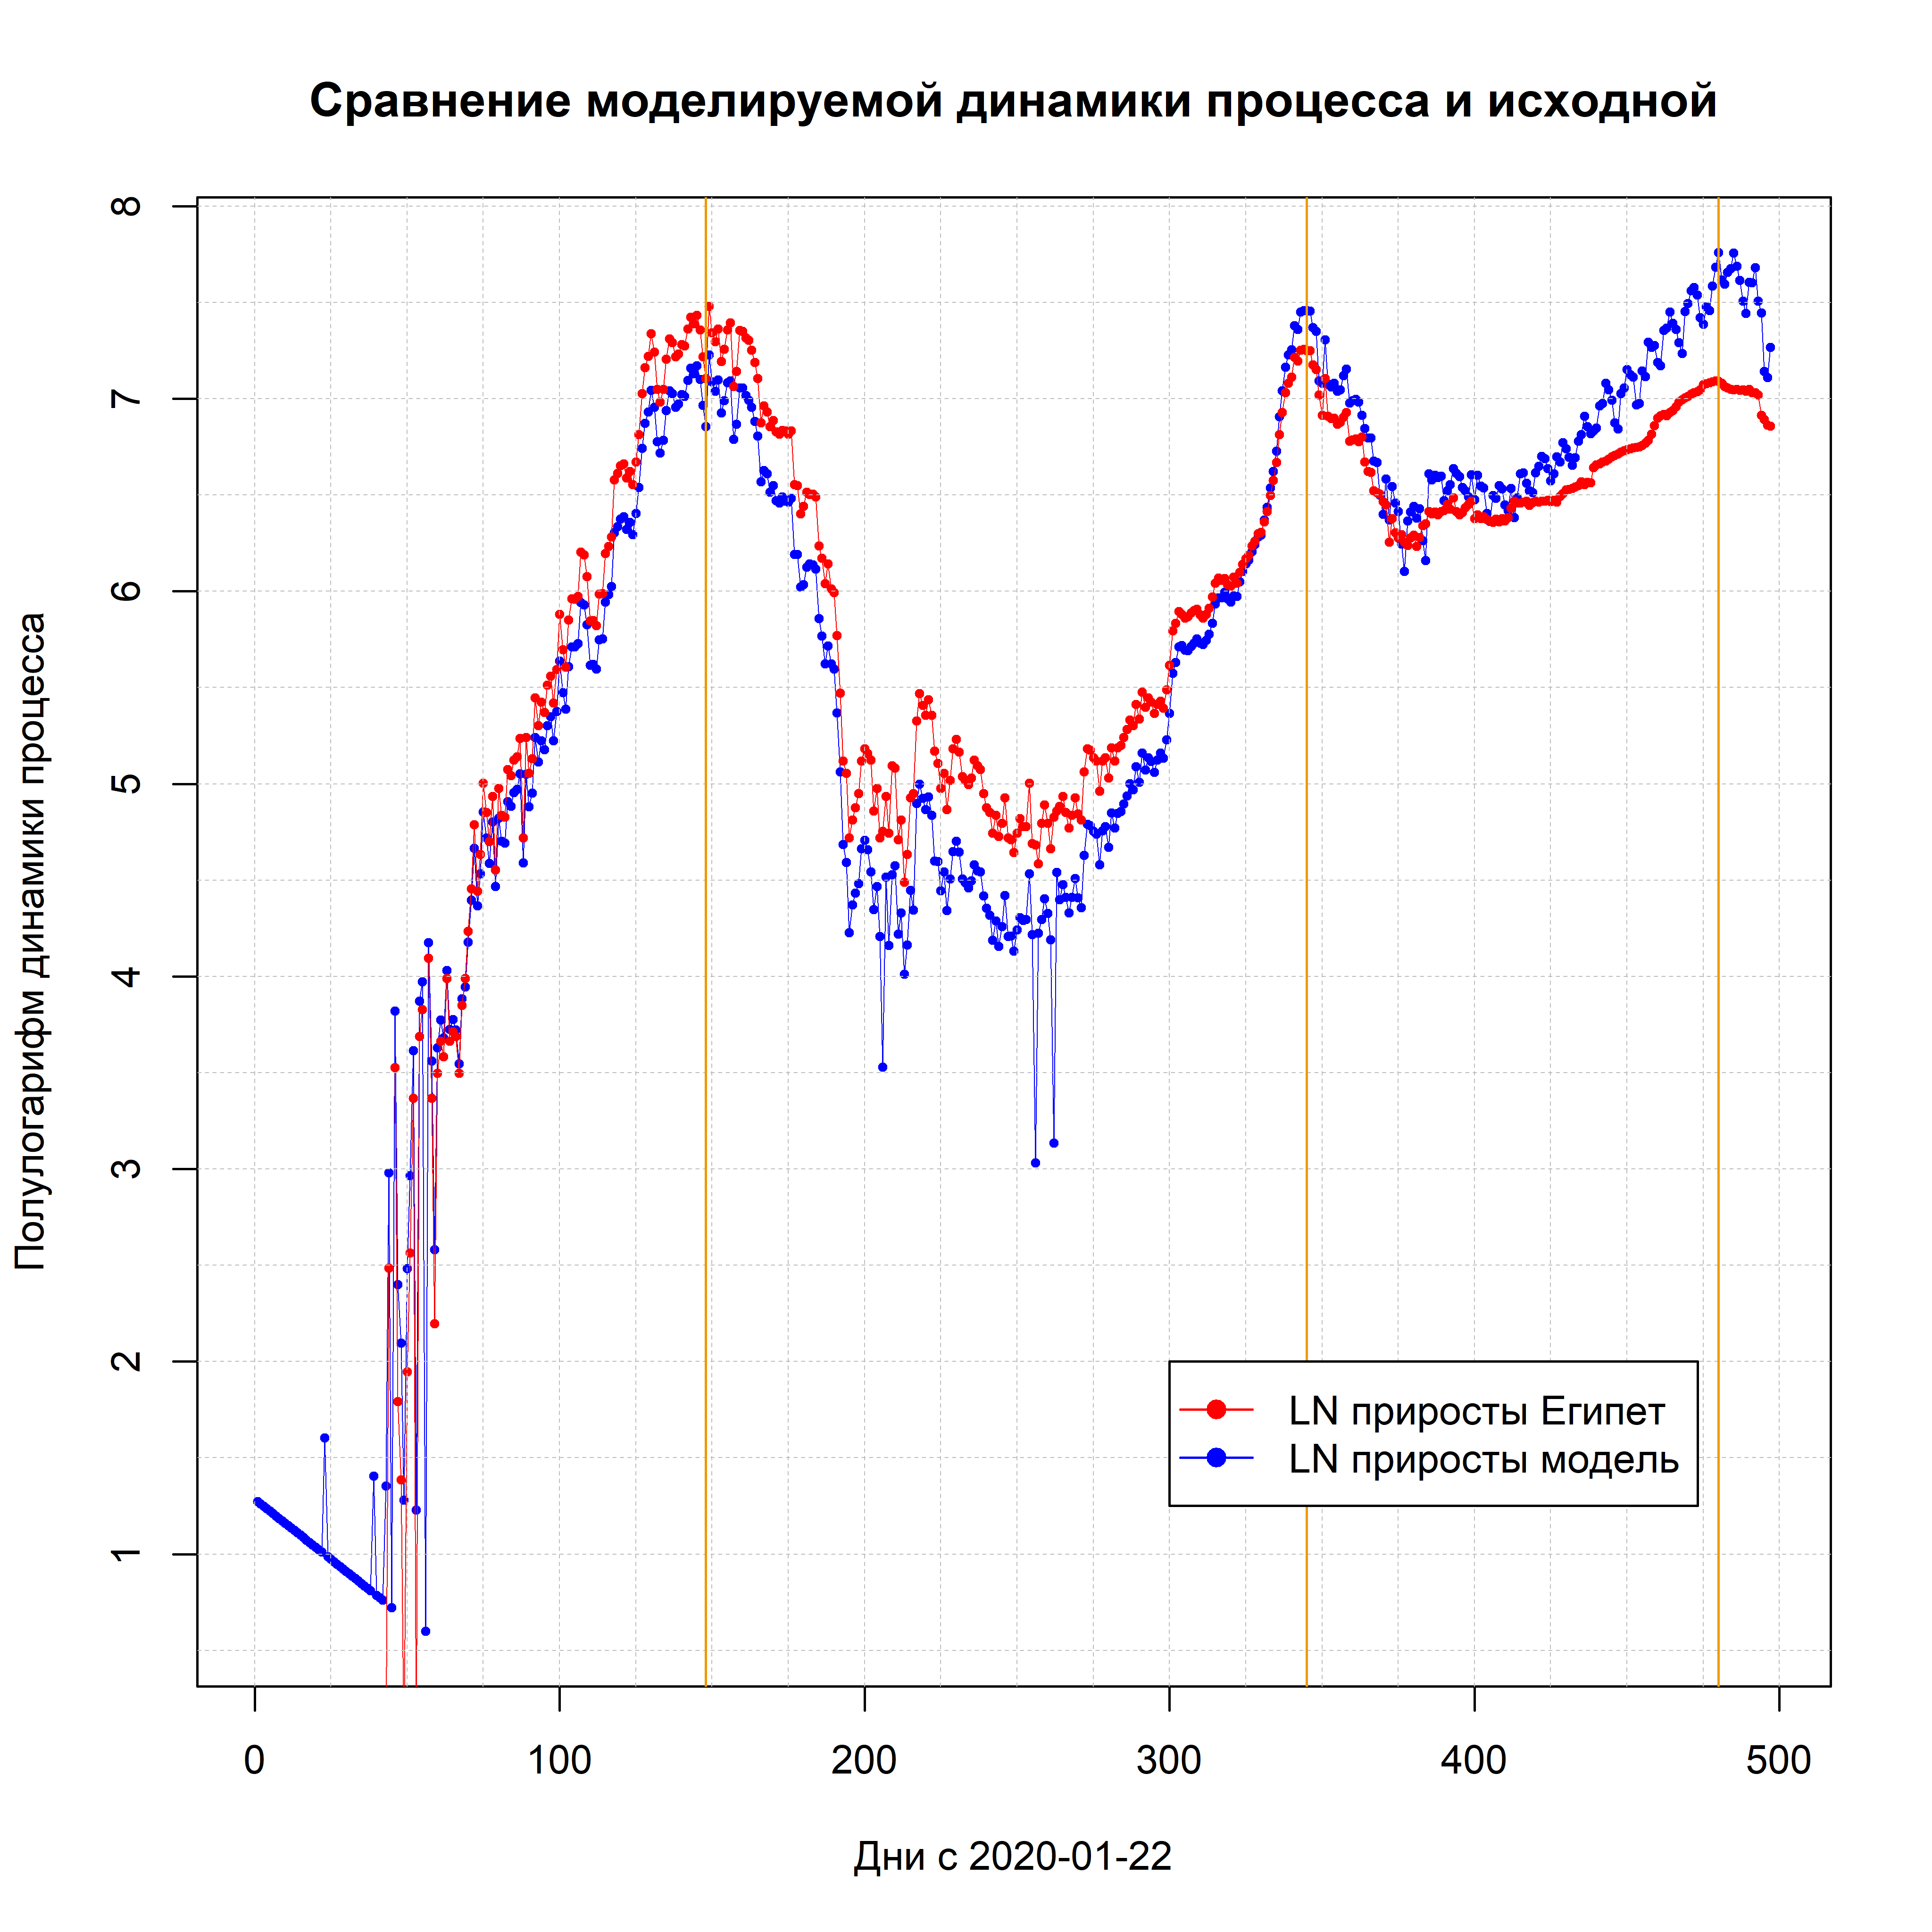 Сравнение моделируемой динамики процесса и исходной
Полулогарифм динамики процесса
8
7
6
5
4
3
2
1
LN приросты Египет
LN приросты модель
0 100 200 300 400 500
Дни с 2020-01-22